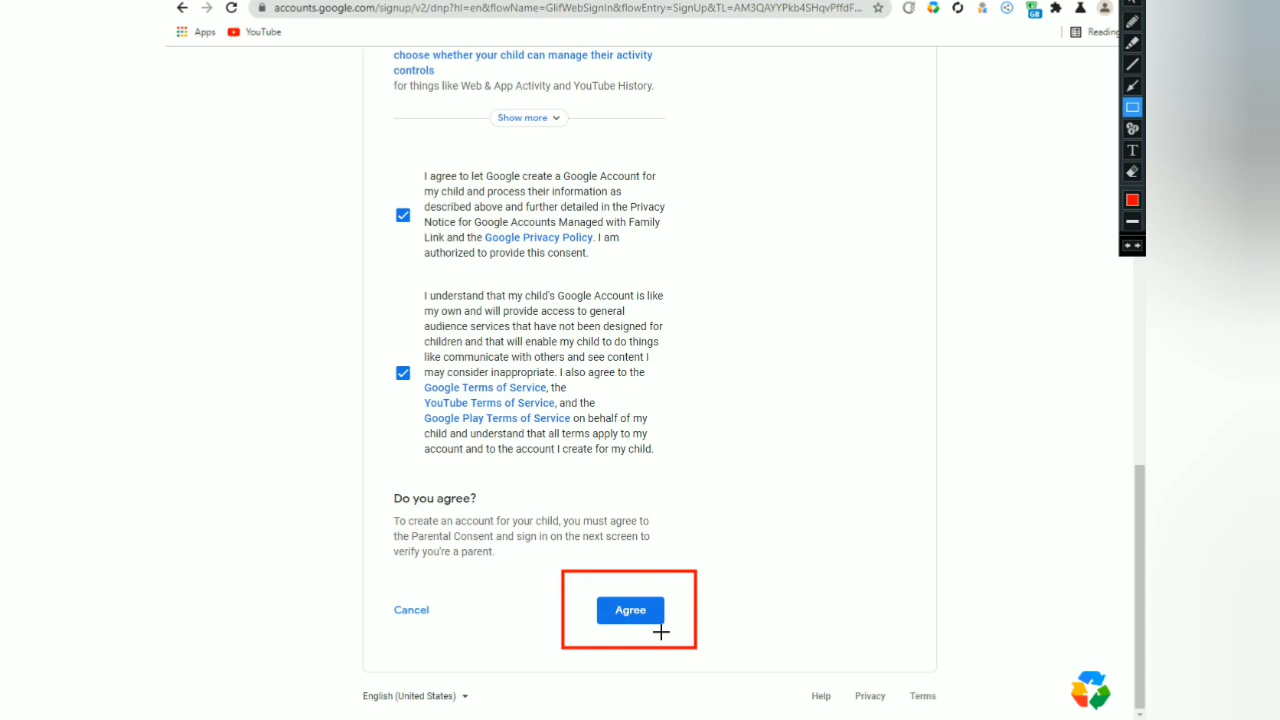 accounts.google.com/signup/v2/dnp?hl=en&flowName=GlifWebSignIn&flowEntry=SignUp&TL=AM3QAYYPkb4SHqvPffdF...
GB
Apps
YouTube
Reading
choose whether your child can manage their activity
controls
for things like Web & App Activity and YouTube History.
Show more
I agree to let Google create a Google Account for
my child and process their information as
described above and further detailed in the Privacy
Notice for Google Accounts Managed with Family
Link and the Google Privacy Policy. I am
authorized to provide this consent.
I understand that my child's Google Account is like
my own and will provide access to general
audience services that have not been designed for
children and that will enable my child to do things
like communicate with others and see content I
may consider inappropriate. I also agree to the
Google Terms of Service, the
YouTube Terms of Service, and the
Google Play Terms of Service on behalf of my
child and understand that all terms apply to my
account and to the account I create for my child.
Do you agree?
To create an account for your child, you must agree to
the Parental Consent and sign in on the next screen to
verify you're a parent.
Cancel
Agree
English (United States)
Help
Privacy
Terms